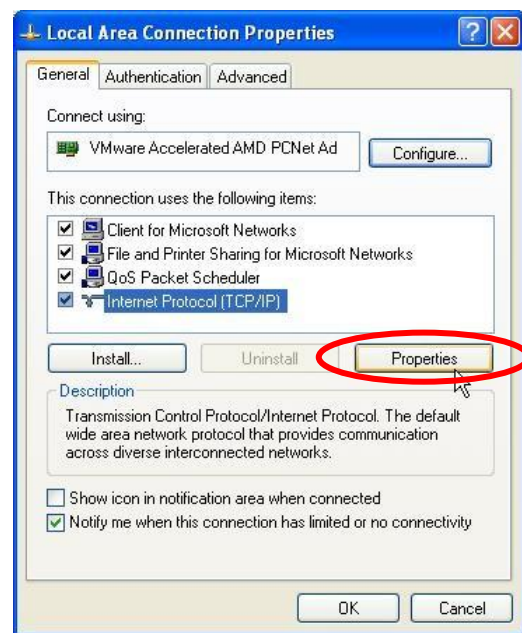 Local Area Connection Properties
General Authentication Advanced
Connect using:
VMware Accelerated AMD PCNet Ad
Configure...
This connection uses the following items:
Client for Microsoft Networks
File and Printer Sharing for Microsoft Networks
QoS Packet Scheduler
Internet Protocol (TCP/IP)
Install... Uninstall Properties
Description
Transmission Control Protocol/Internet Protocol. The default
wide area network protocol that provides communication
across diverse interconnected networks.
Show icon in notification area when connected
Notify me when this connection has limited or no connectivity
OK Cancel